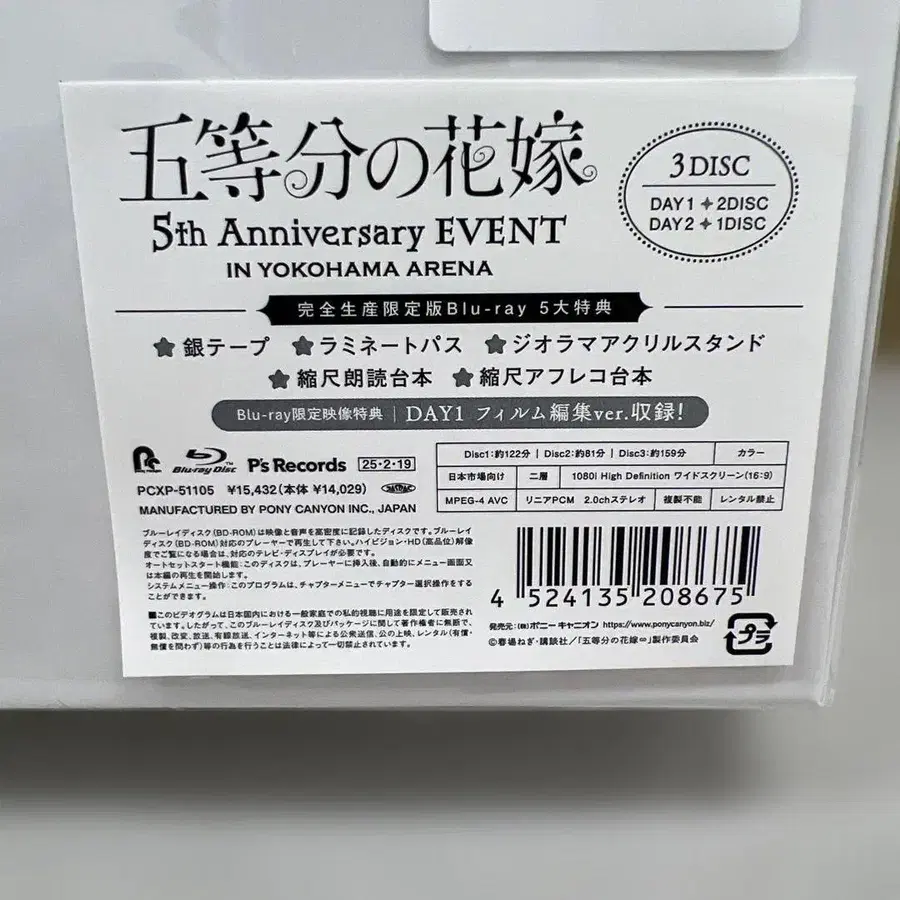 五等分の花嫁
5th Anniversary EVENT
IN YOKOHAMA ARENA
3DISC
DAY1✦2DISC
DAY2✦1DISC
完全生産限定版Blu-ray 5大特典
★銀テープ ★ラミネートパス ★ジオラマアクリルスタンド
★縮尺朗読台本 ★縮尺アフレコ台本
Blu-ray限定映像特典 | DAY1 フィルム編集ver.収録!
Blu-ray Disc P's Records 25・2・19
PCXP-51105 ¥15,432(本体 ¥14,029)
MANUFACTURED BY PONY CANYON INC., JAPAN
Disc1:約122分 | Disc2:約81分 | Disc3:約159分 カラー
日本市場向け 二層 1080i High Definition ワイドスクリーン(16:9)
MPEG-4 AVC リニアPCM 2.0chステレオ 複製不能 レンタル禁止
ブルーレイディスク(BD-ROM)は映像と音声を高密度に記録したディスクです。ブルーレイ
ディスク(BD-ROM)対応のプレーヤーで再生して下さい。ハイビジョン・HD(高品位)解像
度でご覧になる場合は、対応のテレビ・ディスプレイが必要です。
オートセットスタート機能:このディスクは、プレーヤーに挿入後、自動的にメニュー画面又
は本編の再生を開始します。
システムメニュー操作:このプログラムは、チャプターメニューでチャプター選択操作をする
ことができます。
■このビデオグラムは日本国内における一般家庭での私的視聴に用途を限定して販売され
ています。したがって、このブルーレイディスク及びパッケージに関して著作権者に無断で、
複製、改変、放送、有線放送、インターネット等による公衆送信、公の上映、レンタル(有償・
無償を問わず)等の行為を行うことは法律によって一切禁止されています。
4 524135 208675
発売元:㈱ポニーキャニオン https://www.ponycanyon.biz/
©春場ねぎ・講談社/「五等分の花嫁∽」製作委員会
プラ